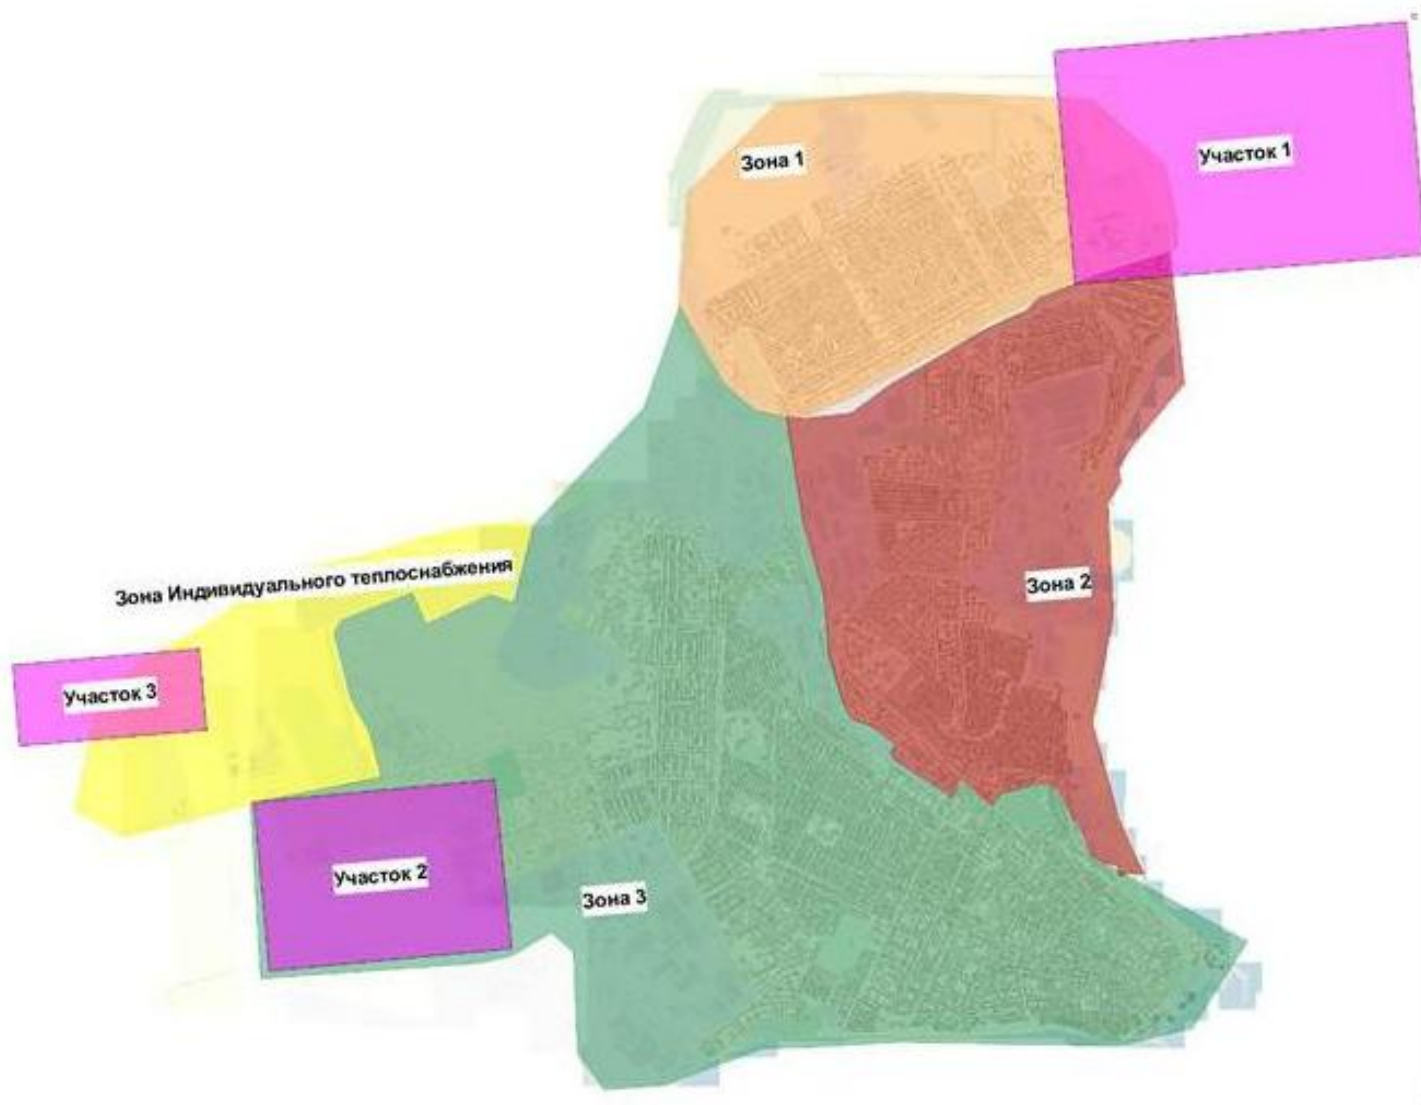 Зона 1
Участок 1
Зона Индивидуального теплоснабжения
Зона 2
Участок 3
Участок 2
Зона 3